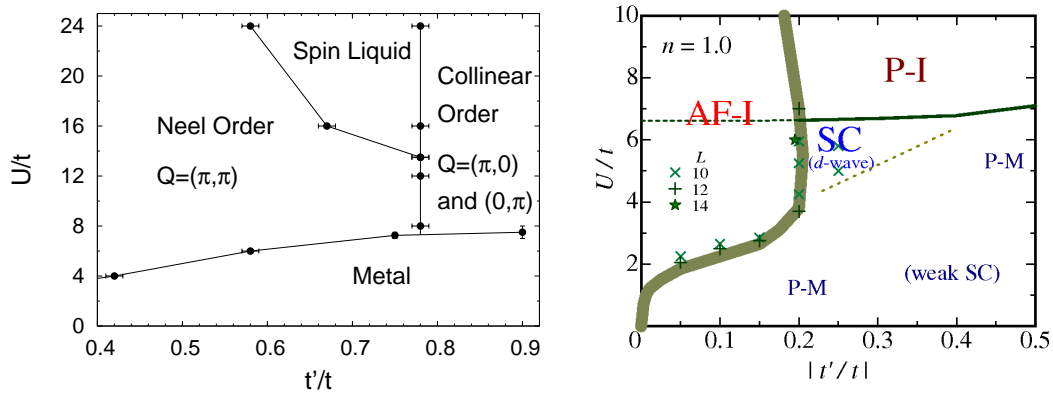 24
20
16
12
8
4
0
U/t
0.4
0.5
0.6
0.7
0.8
0.9
t'/t
Spin Liquid
Collinear
Order
Neel Order
Q=(π,π)
Q=(π,0)
and (0,π)
Metal
10
8
6
4
2
0
U/t
0
0.1
0.2
0.3
0.4
0.5
|t'/t|
n = 1.0
P-I
AF-I
SC
(d-wave)
P-M
L
10
12
14
(weak SC)
P-M